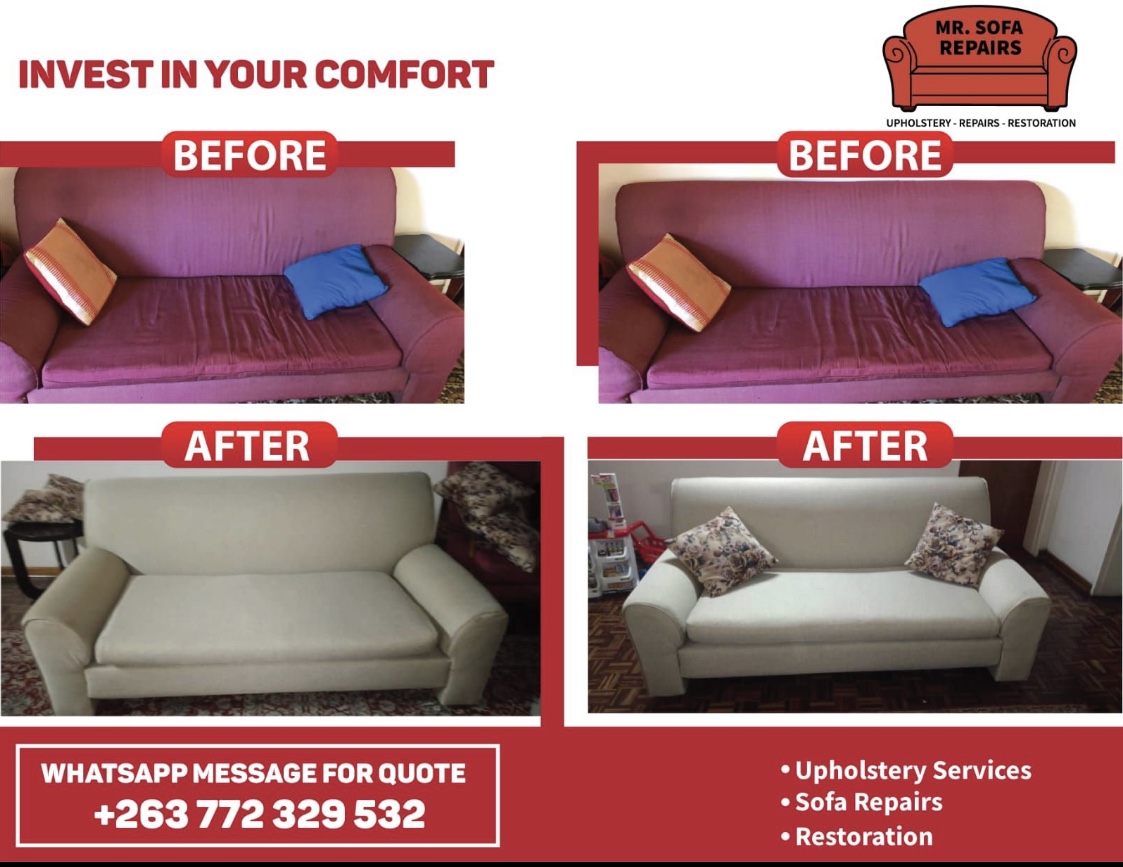 INVEST IN YOUR COMFORT
MR. SOFA
REPAIRS
UPHOLSTERY - REPAIRS - RESTORATION
BEFORE
BEFORE
AFTER
AFTER
WHATSAPP MESSAGE FOR QUOTE
+263 772 329 532
• Upholstery Services
• Sofa Repairs
• Restoration